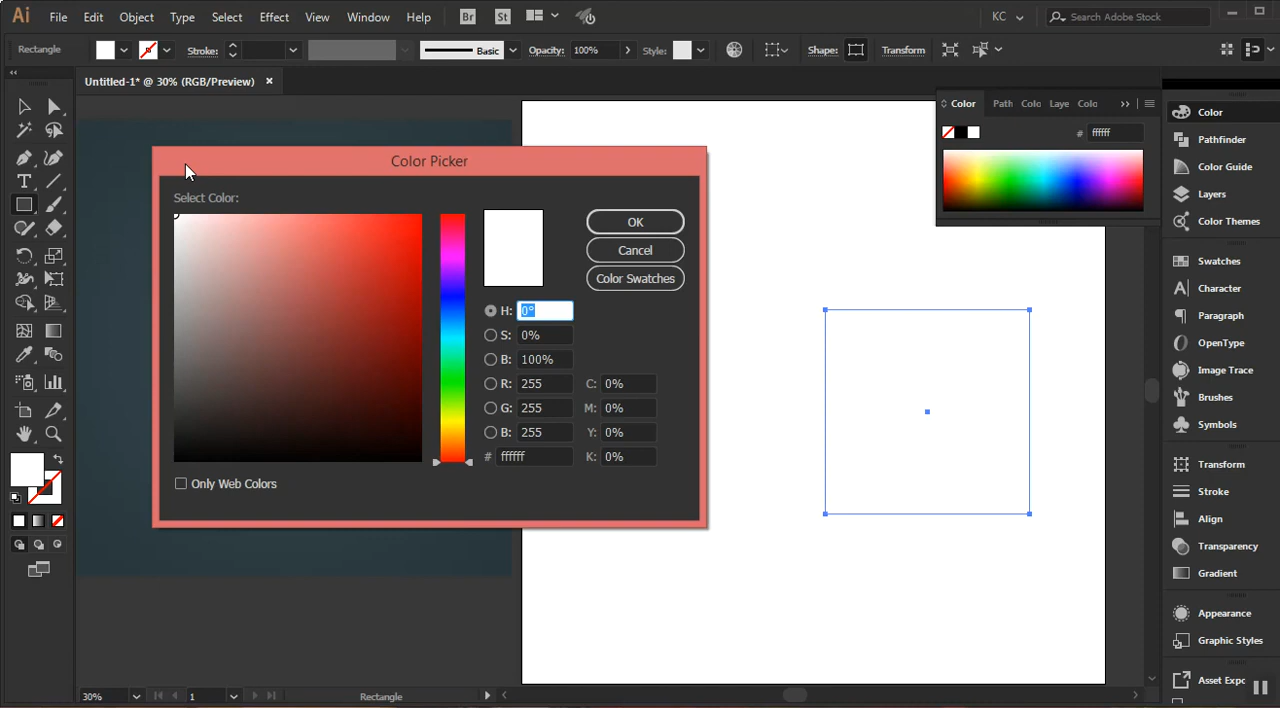 Ai File Edit Object Type Select Effect View Window Help Br St KC Search Adobe Stock
Rectangle Stroke: Basic Opacity: 100% Style: Shape: Transform
Untitled-1* @ 30% (RGB/Preview) ×
Color Path Colo Laye Colo
# ffffff
Color
Pathfinder
Color Guide
Layers
Color Themes
Swatches
Character
Paragraph
OpenType
Image Trace
Brushes
Symbols
Transform
Stroke
Align
Transparency
Gradient
Appearance
Graphic Styles
Asset Expo
Color Picker
Select Color:
OK
Cancel
Color Swatches
H: 0°
S: 0%
B: 100%
R: 255 C: 0%
G: 255 M: 0%
B: 255 Y: 0%
# ffffff K: 0%
Only Web Colors
30% 1 Rectangle